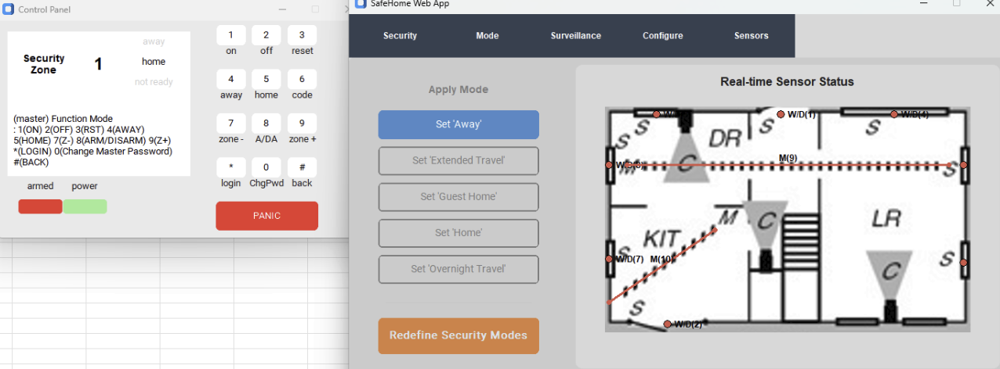 Control Panel
away
Security
Zone
1
home
not ready
(master) Function Mode
: 1(ON) 2(OFF) 3(RST) 4(AWAY)
5(HOME) 7(Z-) 8(ARM/DISARM) 9(Z+)
*(LOGIN) 0(Change Master Password)
#(BACK)
armed power
1 2 3
on off reset
4 5 6
away home code
7 8 9
zone - A/DA zone +
* 0 #
login ChgPwd back
PANIC
SafeHome Web App
Security Mode Surveillance Configure Sensors
Apply Mode
Set 'Away'
Set 'Extended Travel'
Set 'Guest Home'
Set 'Home'
Set 'Overnight Travel'
Redefine Security Modes
Real-time Sensor Status
W/D(1) W/D(4)
S S S
S DR
M(9)
M C S
M C LR
KIT
S W/D(7) M(10) S
C
S
W/D(2)